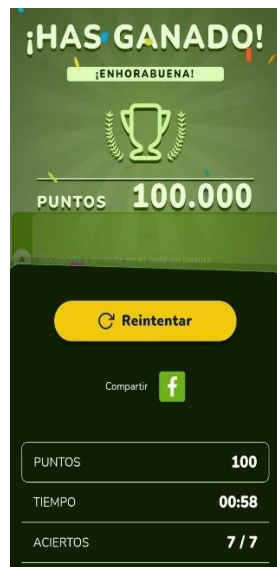 ¡HAS GANADO!
¡ENHORABUENA!
PUNTOS 100.000
A
Reintentar
Compartir f
PUNTOS 100
TIEMPO 00:58
ACIERTOS 7/7